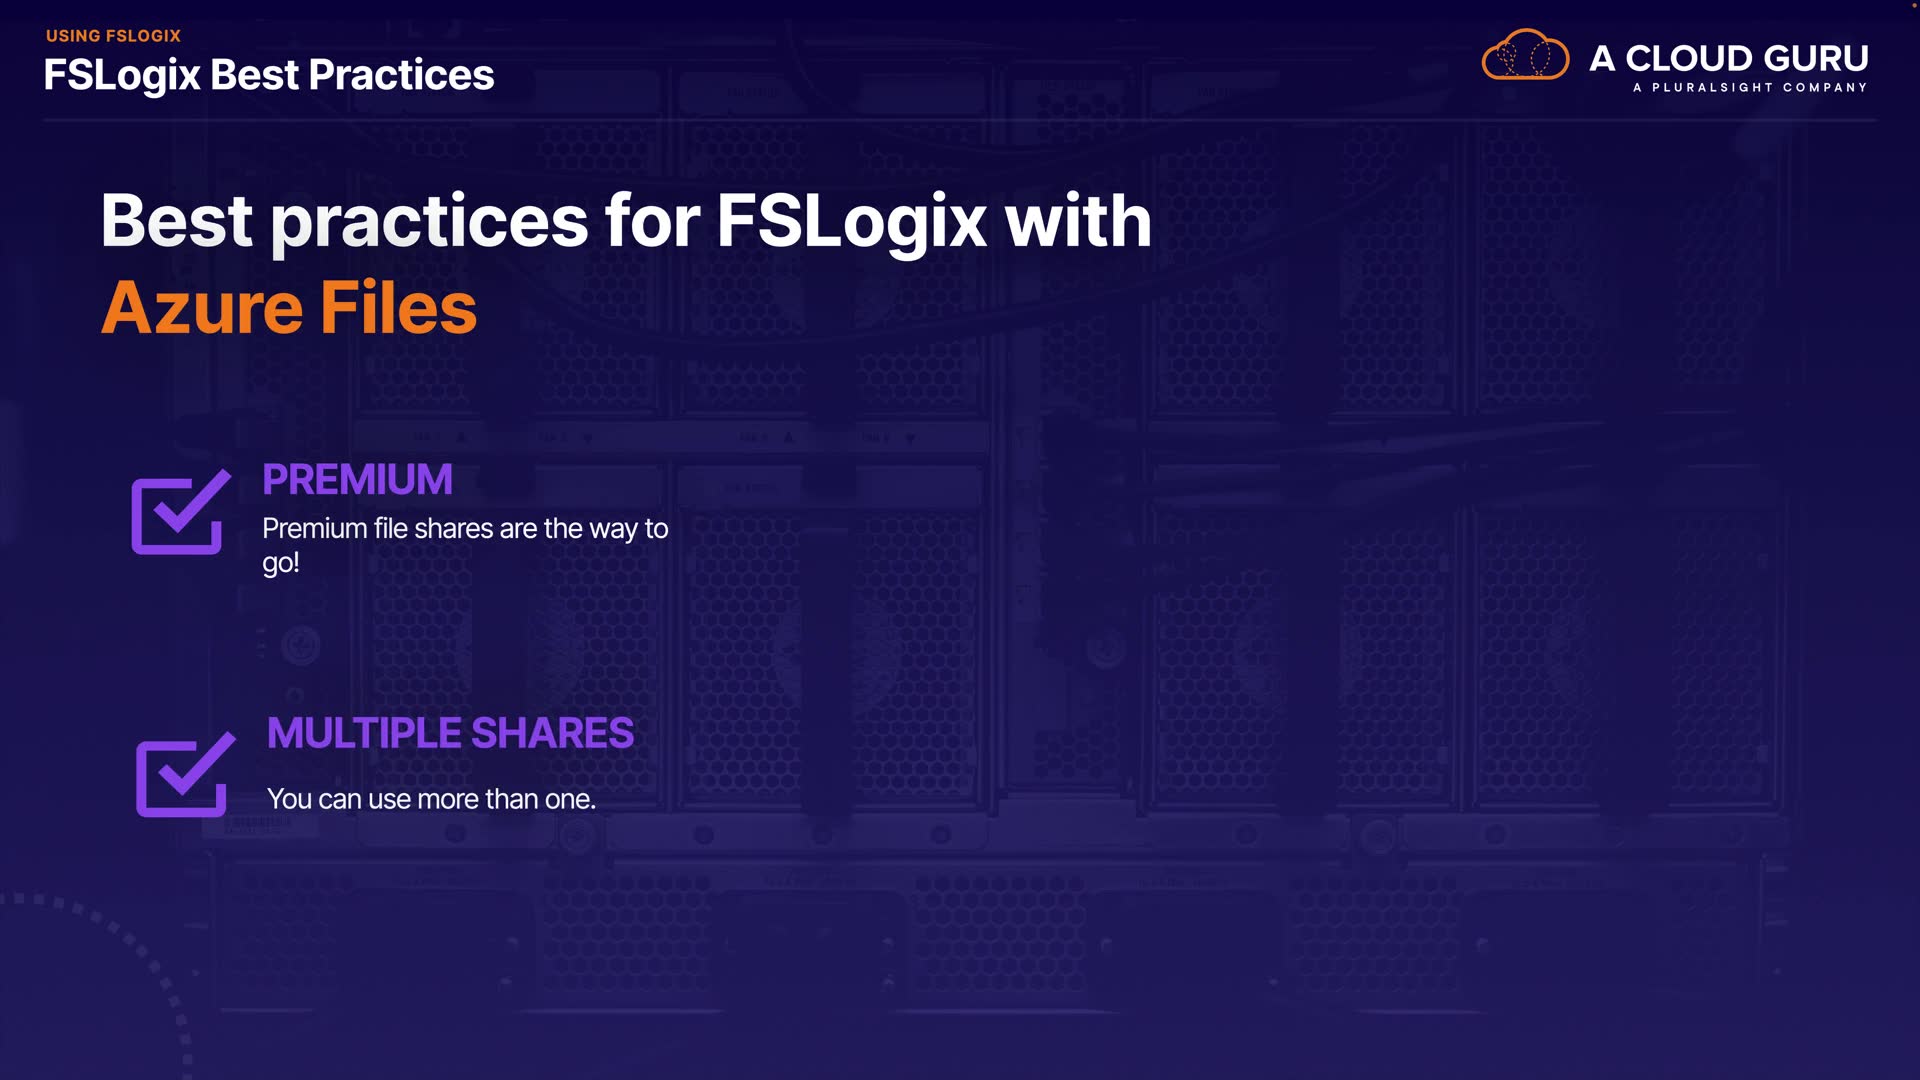 USING FSLOGIX
FSLogix Best Practices
A CLOUD GURU
A PLURALSIGHT COMPANY
Best practices for FSLogix with
Azure Files
PREMIUM
Premium file shares are the way to
go!
MULTIPLE SHARES
You can use more than one.